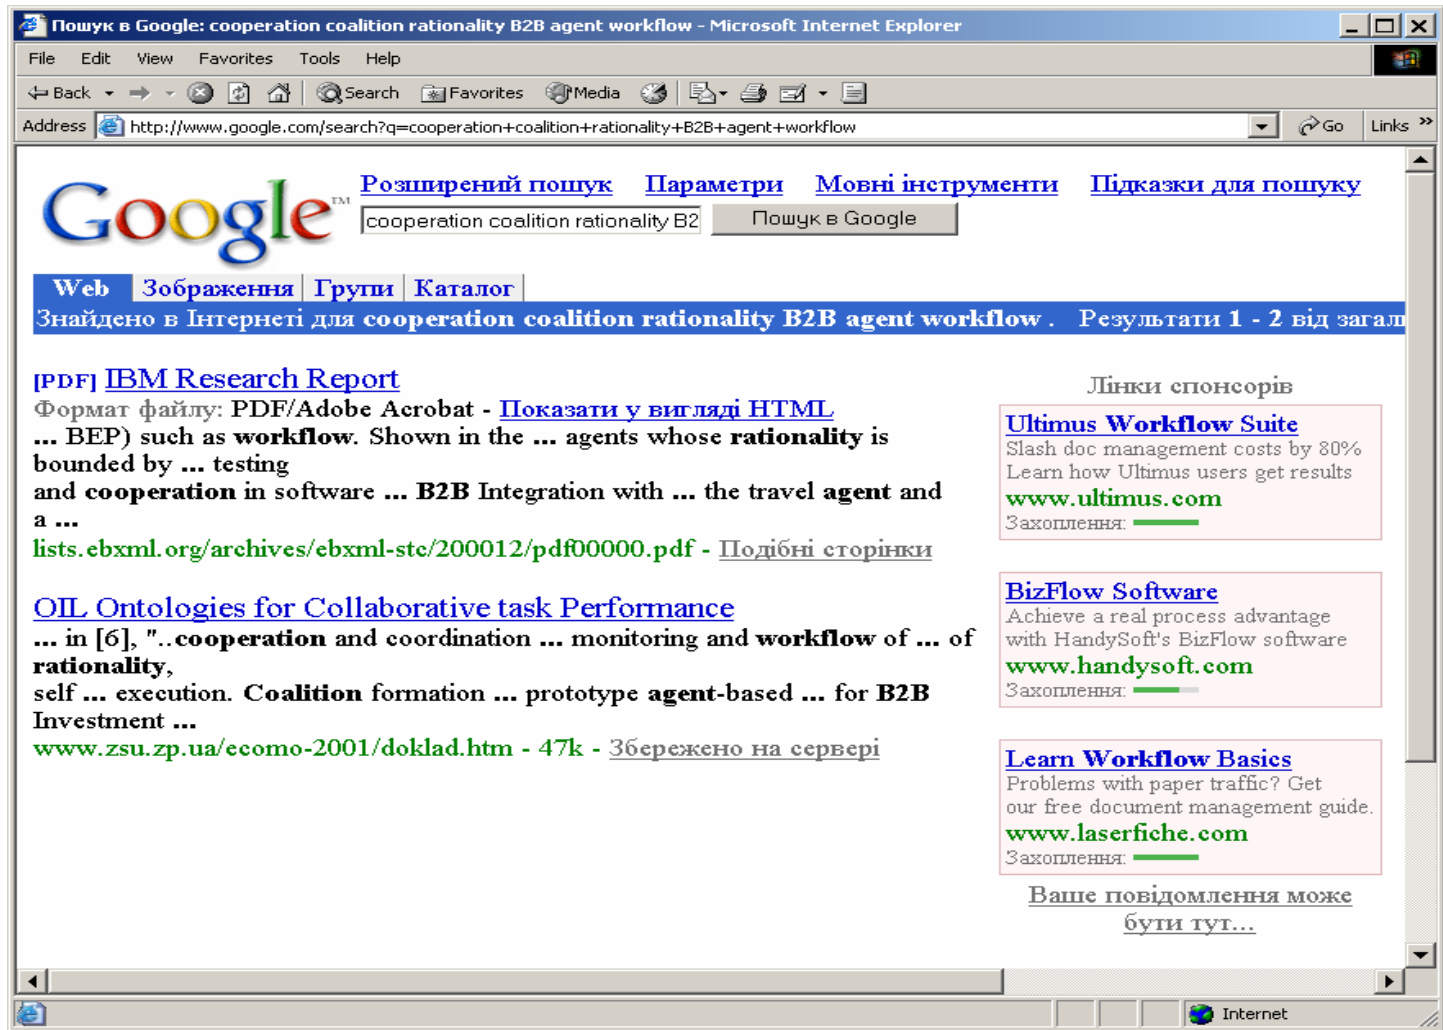 Пошук в Google: cooperation coalition rationality B2B agent workflow - Microsoft Internet Explorer
File Edit View Favorites Tools Help
Back Search Favorites Media
Address http://www.google.com/search?q=cooperation+coalition+rationality+B2B+agent+workflow Go Links »
Google™
Розширений пошук Параметри Мовні інструменти Підказки для пошуку
cooperation coalition rationality B2 Пошук в Google
Web Зображення Групи Каталог
Знайдено в Інтернеті для cooperation coalition rationality B2B agent workflow . Результати 1 - 2 від загал
[PDF] IBM Research Report
Формат файлу: PDF/Adobe Acrobat - Показати у вигляді HTML
... BEP) such as workflow. Shown in the ... agents whose rationality is
bounded by ... testing
and cooperation in software ... B2B Integration with ... the travel agent and
a ...
lists.ebxml.org/archives/ebxml-stc/200012/pdf00000.pdf - Подібні сторінки
OIL Ontologies for Collaborative task Performance
... in [6], "..cooperation and coordination ... monitoring and workflow of ... of
rationality,
self ... execution. Coalition formation ... prototype agent-based ... for B2B
Investment ...
www.zsu.zp.ua/ecomo-2001/doklad.htm - 47k - Збережено на сервері
Лінки спонсорів
Ultimus Workflow Suite
Slash doc management costs by 80%
Learn how Ultimus users get results
www.ultimus.com
Захоплення:
BizFlow Software
Achieve a real process advantage
with HandySoft's BizFlow software
www.handysoft.com
Захоплення:
Learn Workflow Basics
Problems with paper traffic? Get
our free document management guide.
www.laserfiche.com
Захоплення:
Ваше повідомлення може
бути тут...
Internet